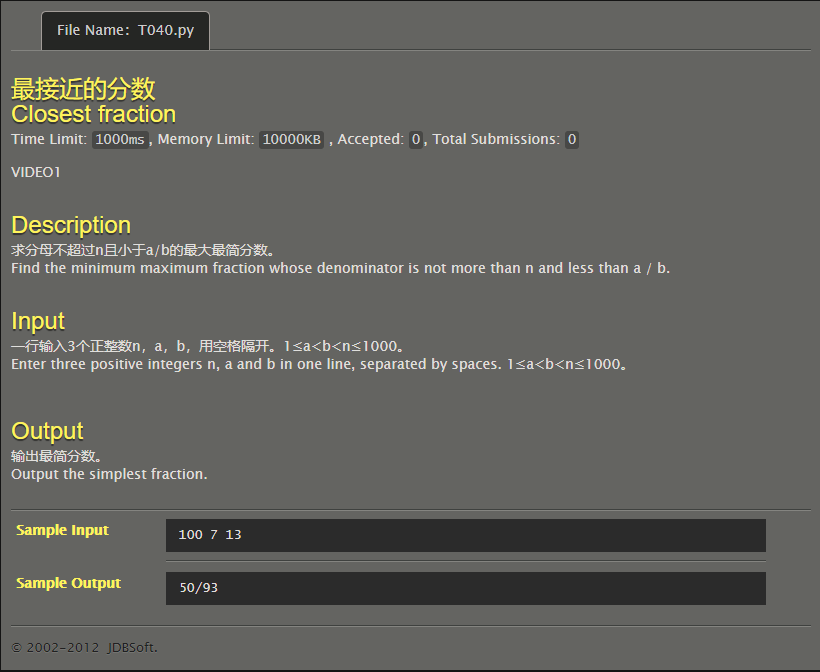 File Name: T040.py
最接近的分数
Closest fraction
Time Limit: 1000ms, Memory Limit: 10000KB , Accepted: 0, Total Submissions: 0
VIDEO1
Description
求分母不超过n且小于a/b的最大最简分数。
Find the minimum maximum fraction whose denominator is not more than n and less than a / b.
Input
一行输入3个正整数n，a，b，用空格隔开。1≤a<b<n≤1000。
Enter three positive integers n, a and b in one line, separated by spaces. 1≤a<b<n≤1000。
Output
输出最简分数。
Output the simplest fraction.
Sample Input
100 7 13
Sample Output
50/93
© 2002-2012 JDBSoft.